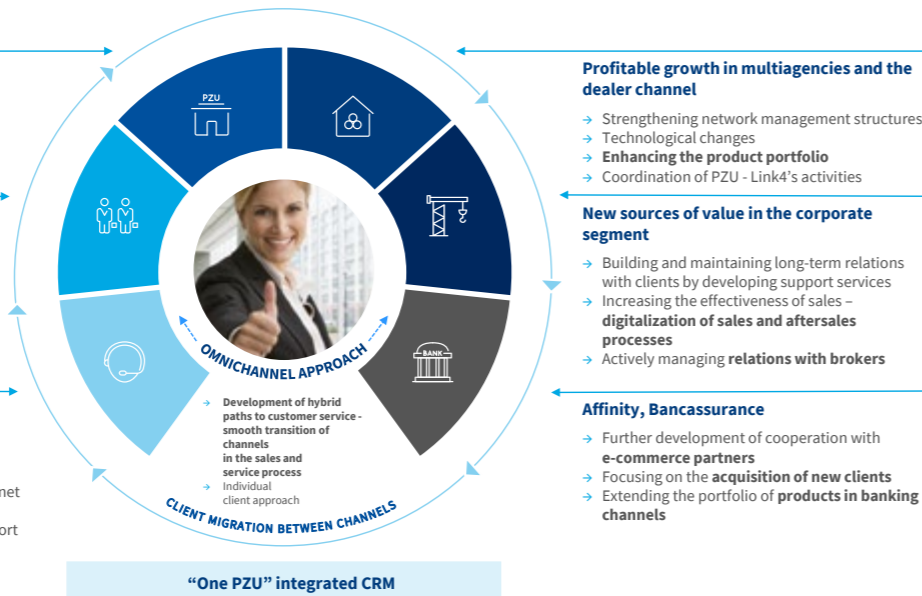 PZU
BANK
OMNICHANNEL APPROACH
→ Development of hybrid
paths to customer service -
smooth transition of
channels
in the sales and
service process
→ Individual
client approach
CLIENT MIGRATION BETWEEN CHANNELS
“One PZU” integrated CRM
net
ort
Profitable growth in multiagencies and the
dealer channel
→ Strengthening network management structures
→ Technological changes
→ Enhancing the product portfolio
→ Coordination of PZU - Link4’s activities
New sources of value in the corporate
segment
→ Building and maintaining long-term relations
with clients by developing support services
→ Increasing the effectiveness of sales –
digitalization of sales and aftersales
processes
→ Actively managing relations with brokers
Affinity, Bancassurance
→ Further development of cooperation with
e-commerce partners
→ Focusing on the acquisition of new clients
→ Extending the portfolio of products in banking
channels